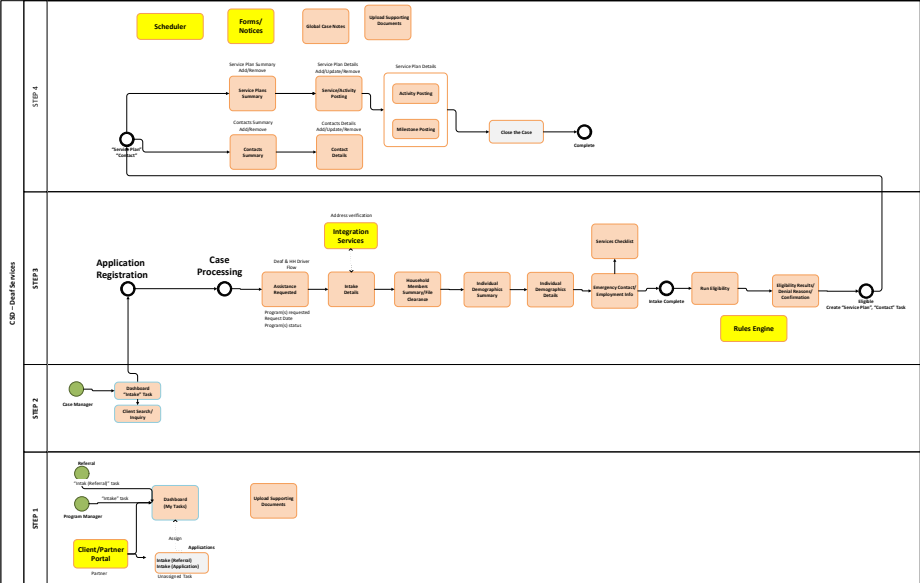 CSD - Deaf Services
STEP 4
Scheduler
Forms/
Notices
Global Case Notes
Upload Supporting
Documents
Service Plan Summary
Add/Remove
Service Plans
Summary
Service Plan Details
Add/Update/Remove
Service/Activity
Posting
Service Plan Details
Activity Posting
Milestone Posting
Close the Case
Complete
"Service Plan"
"Contact"
Contacts Summary
Add/Remove
Contacts
Summary
Contacts Details
Add/Update/Remove
Contact
Details
STEP 3
Application
Registration
Case
Processing
Deaf & HH Driver
Flow
Assistance
Requested
Program(s) requested
Request Date
Program(s) status
Address verification
Integration
Services
Intake
Details
Household
Members
Summary/File
Clearance
Individual
Demographics
Summary
Individual
Demographics
Details
Services Checklist
Emergency Contact/
Employment Info
Intake Complete
Run Eligibility
Rules Engine
Eligibility Results/
Denial Reasons/
Confirmation
Eligible
Create "Service Plan", "Contact" Task
STEP 2
Case Manager
Dashboard
"Intake" Task
Client Search/
Inquiry
STEP 1
Referral
"Intak (Referral)" task
"Intake" task
Program Manager
Dashboard
(My Tasks)
Upload Supporting
Documents
Assign
Client/Partner
Portal
Partner
Applications
Intake (Referral)
Intake (Application)
Unassigned Task